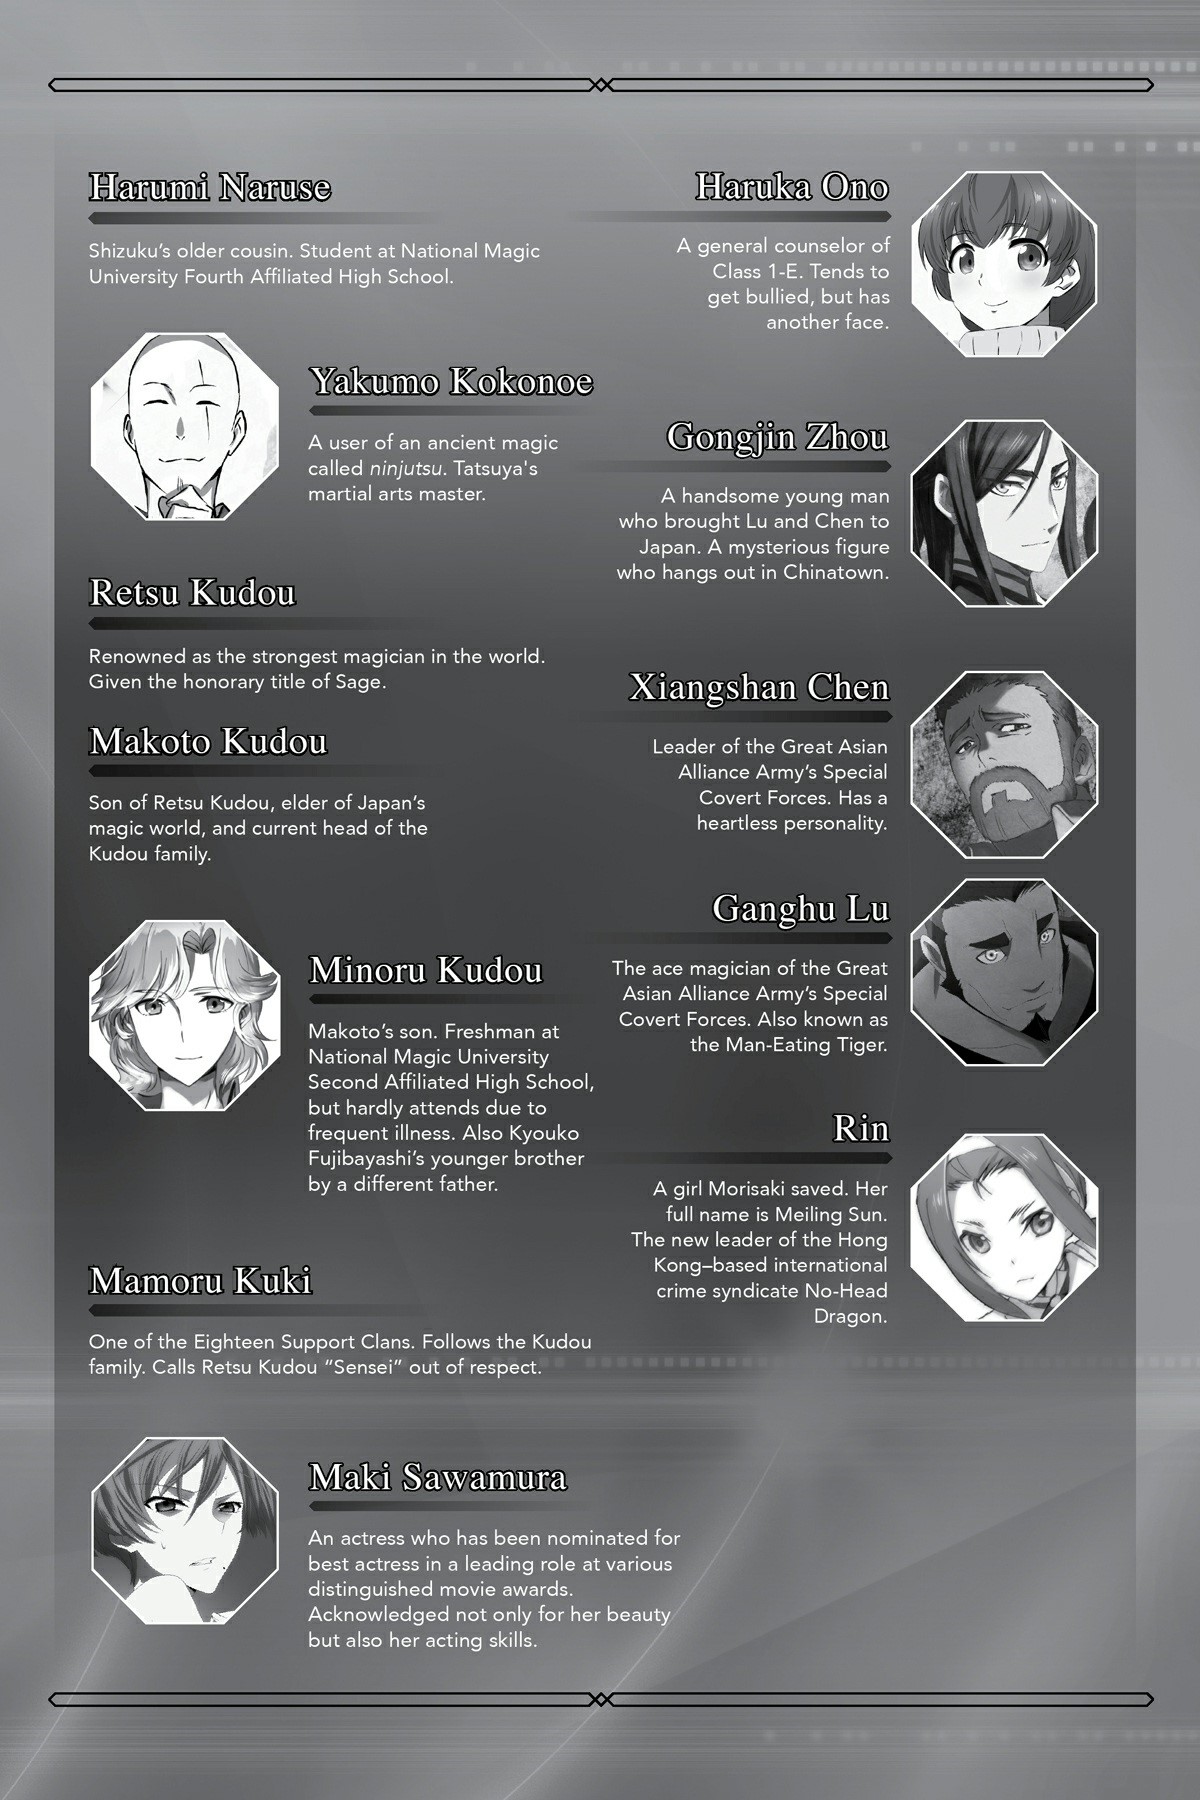 Harumi Naruse
Shizuku's older cousin. Student at National Magic
University Fourth Affiliated High School.
Yakumo Kokonoe
A user of an ancient magic
called ninjutsu. Tatsuya's
martial arts master.
Retsu Kudou
Renowned as the strongest magician in the world.
Given the honorary title of Sage.
Makoto Kudou
Son of Retsu Kudou, elder of Japan's
magic world, and current head of the
Kudou family.
Minoru Kudou
Makoto's son. Freshman at
National Magic University
Second Affiliated High School,
but hardly attends due to
frequent illness. Also Kyouko
Fujibayashi's younger brother
by a different father.
Mamoru Kuki
One of the Eighteen Support Clans. Follows the Kudou
family. Calls Retsu Kudou “Sensei” out of respect.
Maki Sawamura
An actress who has been nominated for
best actress in a leading role at various
distinguished movie awards.
Acknowledged not only for her beauty
but also her acting skills.
Haruka Ono
A general counselor of
Class 1-E. Tends to
get bullied, but has
another face.
Gongjin Zhou
A handsome young man
who brought Lu and Chen to
Japan. A mysterious figure
who hangs out in Chinatown.
Xiangshan Chen
Leader of the Great Asian
Alliance Army's Special
Covert Forces. Has a
heartless personality.
Ganghu Lu
The ace magician of the Great
Asian Alliance Army's Special
Covert Forces. Also known as
the Man-Eating Tiger.
Rin
A girl Morisaki saved. Her
full name is Meiling Sun.
The new leader of the Hong
Kong–based international
crime syndicate No-Head
Dragon.